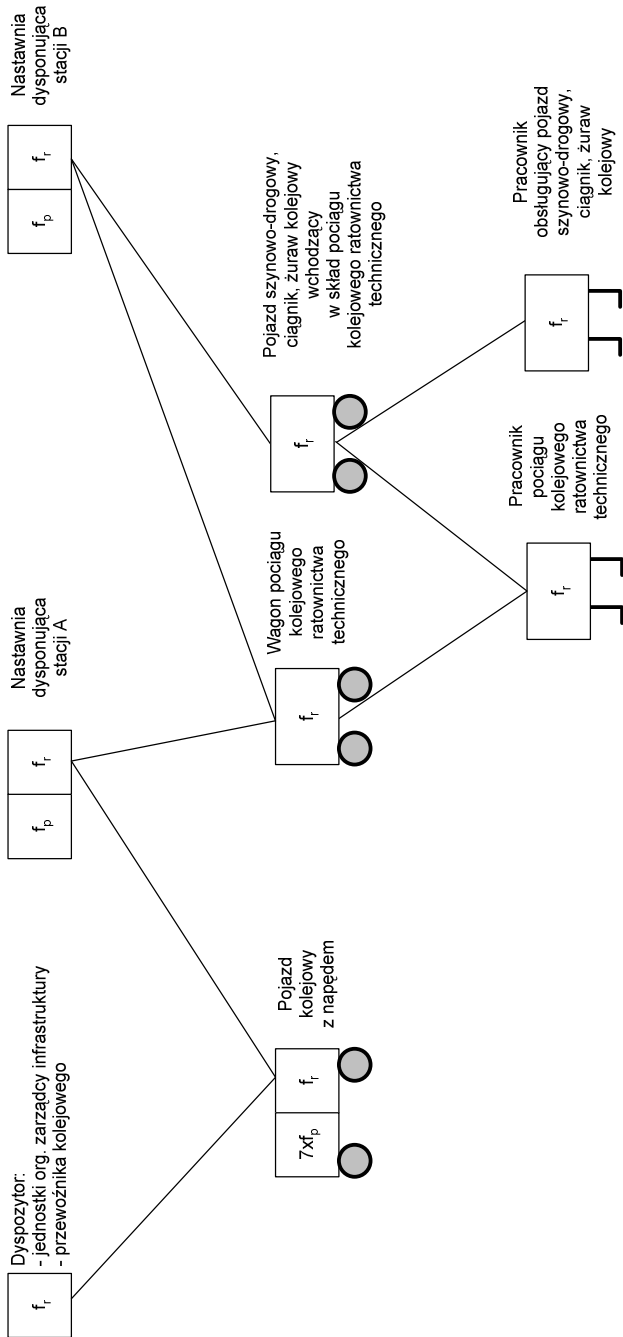 Dyspozytor:
- jednostki org. zarządcy infrastruktury
- przewoźnika kolejowego
f_r
Nastawnia
dysponująca
stacji A
f_p
f_r
Nastawnia
dysponująca
stacji B
f_p
f_r
Pojazd
kolejowy
z napędem
7xf_p
f_r
Wagon pociągu
kolejowego
ratownictwa
technicznego
f_r
Pojazd szynowo-drogowy,
ciągnik, żuraw kolejowy
wchodzący
w skład pociągu
kolejowego ratownictwa
technicznego
f_r
Pracownik
pociągu
kolejowego
ratownictwa
technicznego
f_r
Pracownik
obsługujący pojazd
szynowo-drogowy,
ciągnik, żuraw
kolejowy
f_r